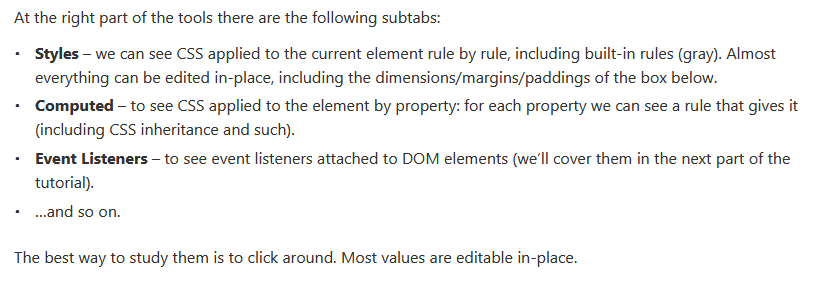 At the right part of the tools there are the following subtabs:
• Styles – we can see CSS applied to the current element rule by rule, including built-in rules (gray). Almost
everything can be edited in-place, including the dimensions/margins/paddings of the box below.
• Computed – to see CSS applied to the element by property: for each property we can see a rule that gives it
(including CSS inheritance and such).
• Event Listeners – to see event listeners attached to DOM elements (we’ll cover them in the next part of the
tutorial).
• …and so on.
The best way to study them is to click around. Most values are editable in-place.